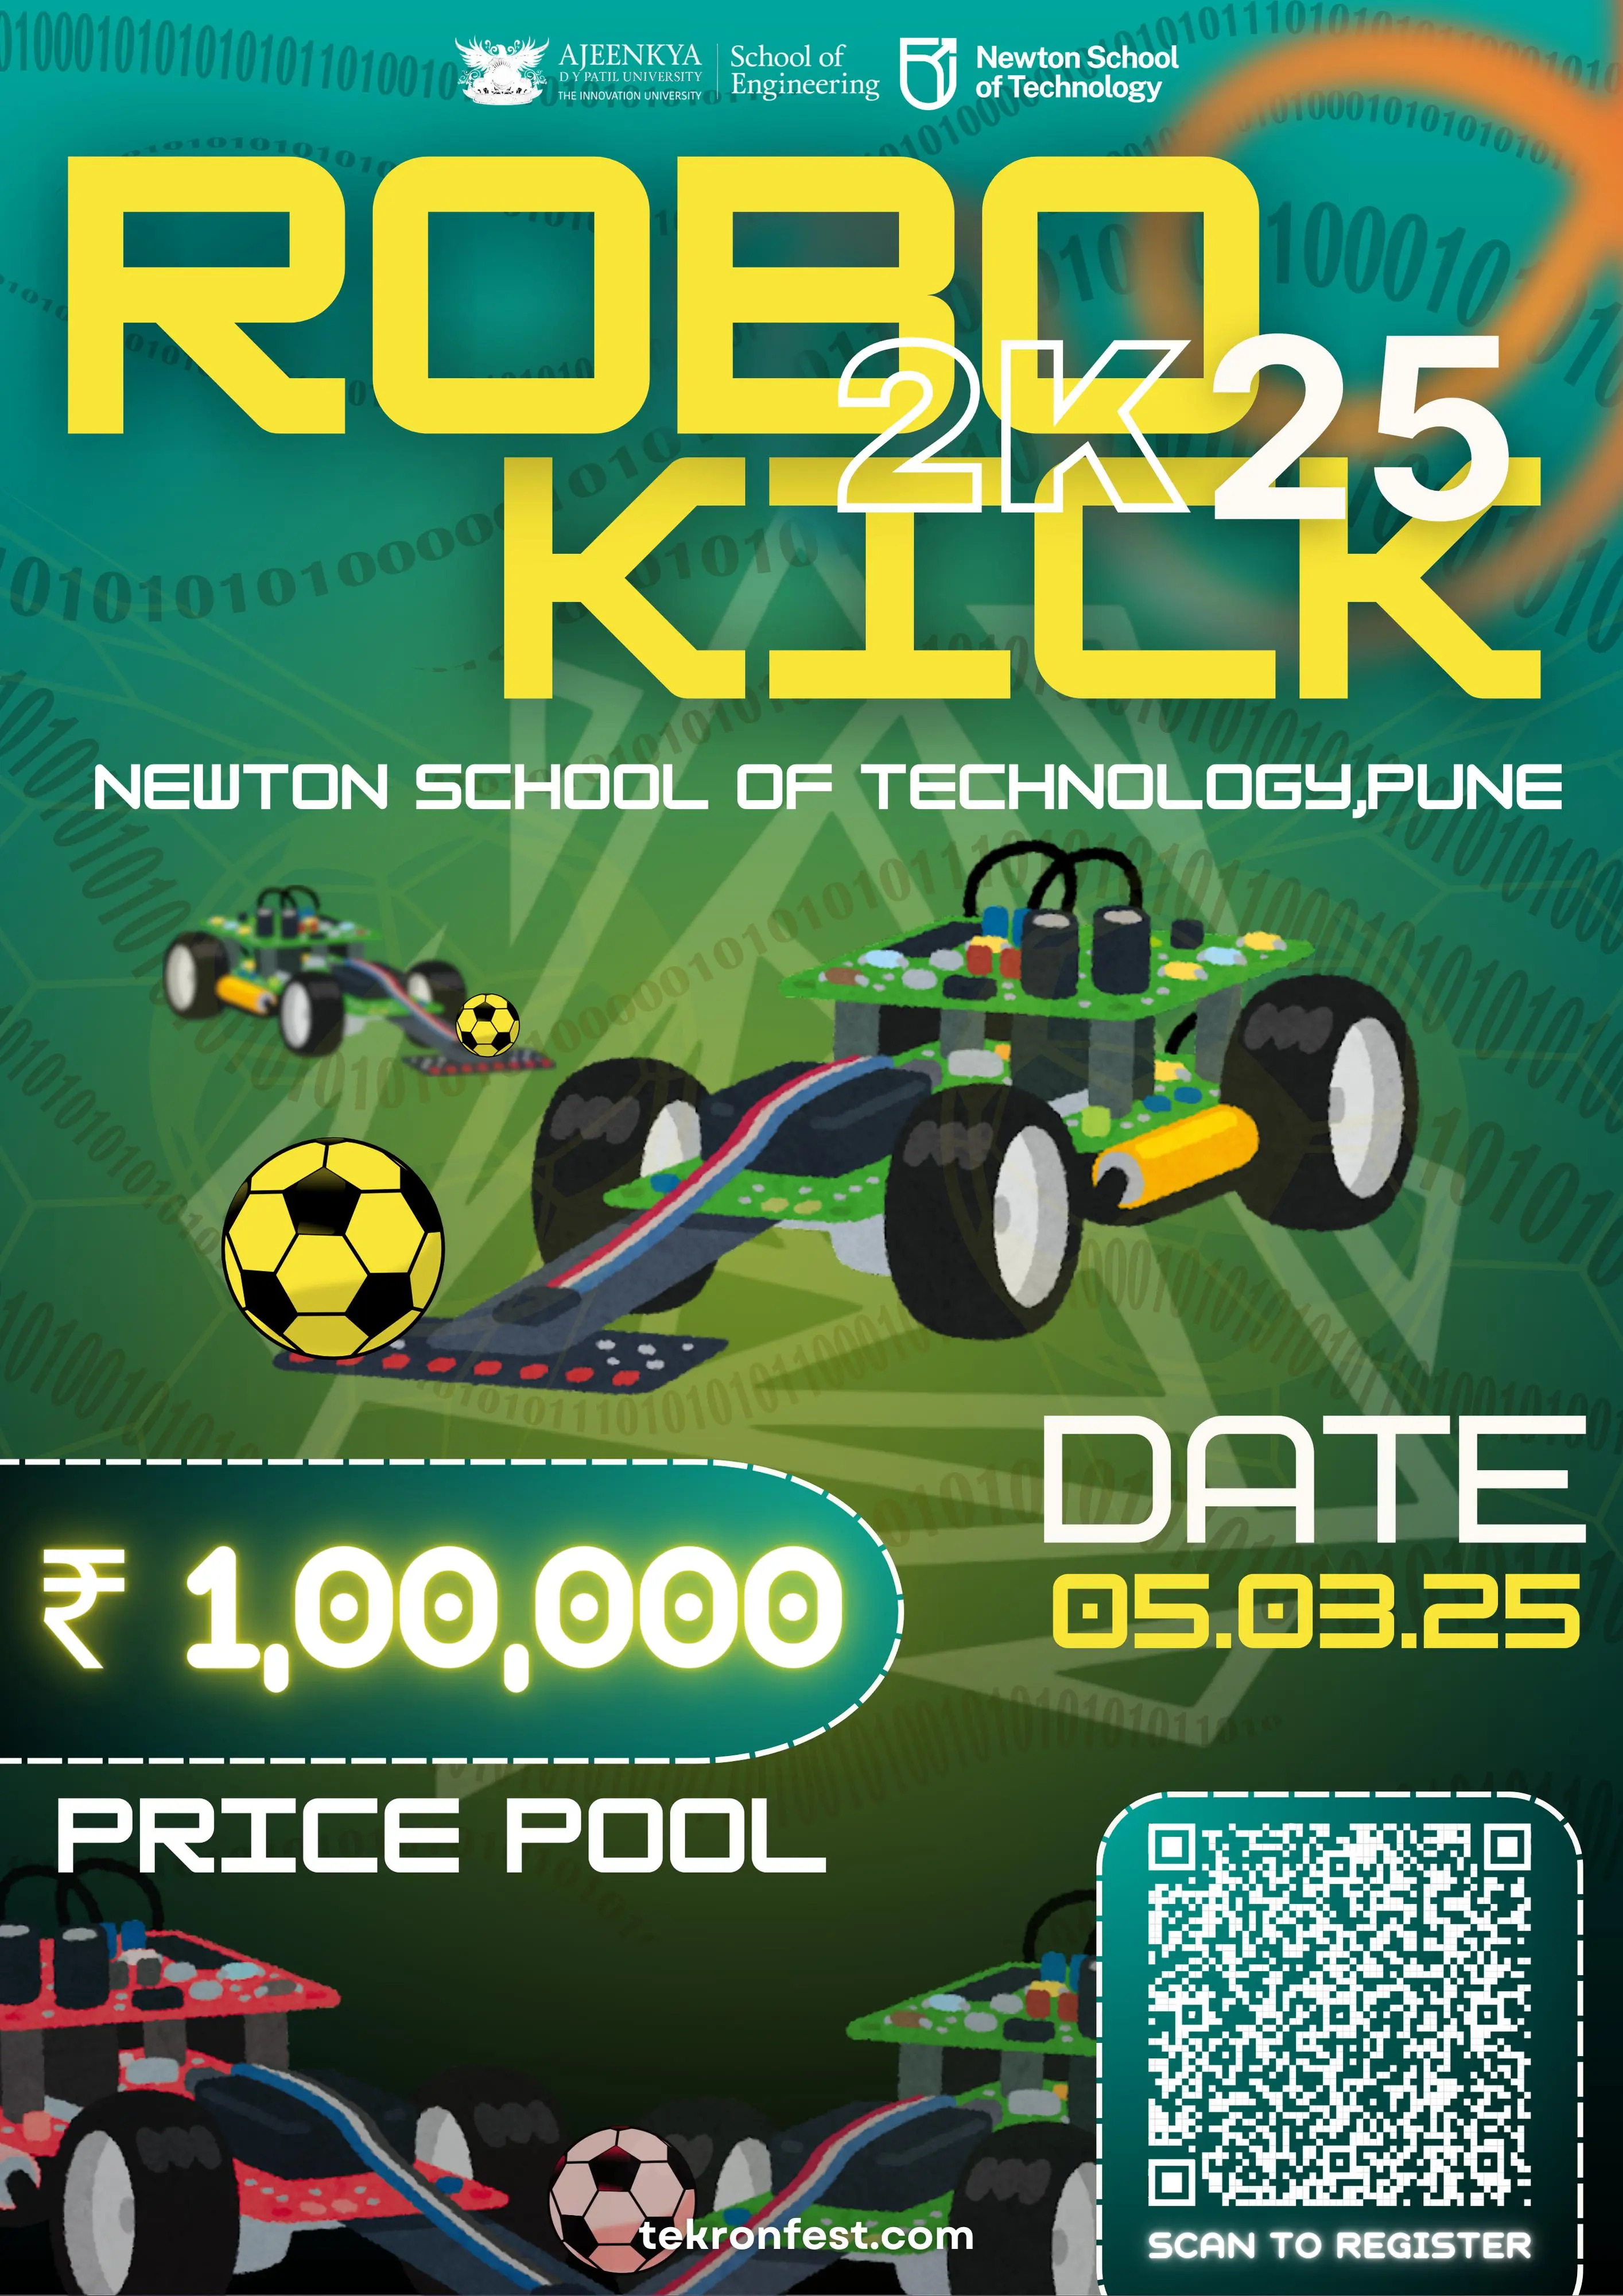 AJEENKYA
D Y PATIL UNIVERSITY
THE INNOVATION UNIVERSITY
School of
Engineering
Newton School
of Technology
ROBO
2K25
KICK
NEWTON SCHOOL OF TECHNOLOGY,PUNE
DATE
05.03.25
₹ 1,00,000
PRICE POOL
tekronfest.com
SCAN TO REGISTER